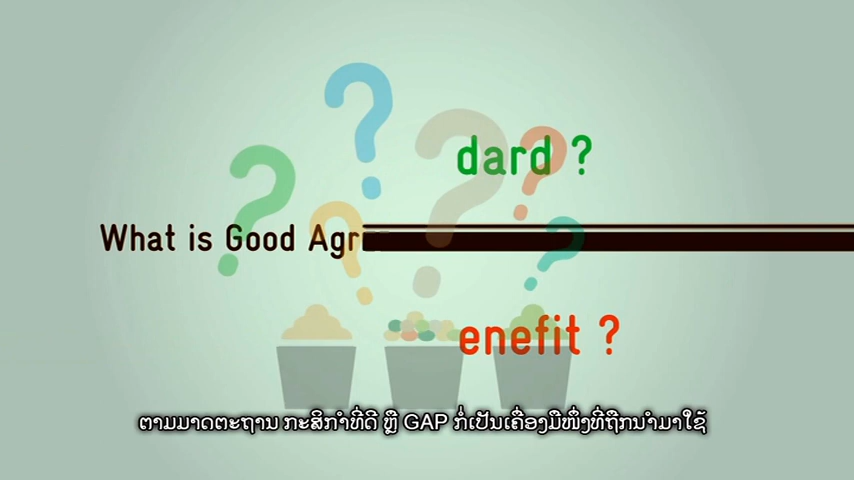 dard ?
What is Good Agr
enefit ?
ຕາມມາດຕະຖານ ກະສິກຳທີ່ດີ ຫຼື GAP ກໍ່ເປັນເຄື່ອງມືໜຶ່ງທີ່ຖືກນຳມາໃຊ້